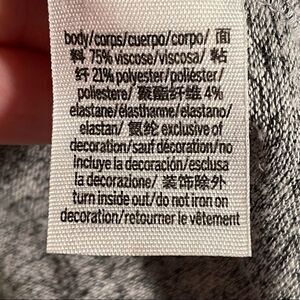 body/corps/cuerpo/corpo/ 面
料 75% viscose/viscosa/ 粘
纤 21% polyester/poliéster/
poliestere/ 聚酯纤维 4%
elastane/élasthanne/elastano/
elastan/ 氨纶 exclusive of
decoration/sauf décoration/no
Incluye la decoración/esclusa
la decorazione/ 装饰除外
turn inside out/do not iron on
decoration/retourner le vêtement